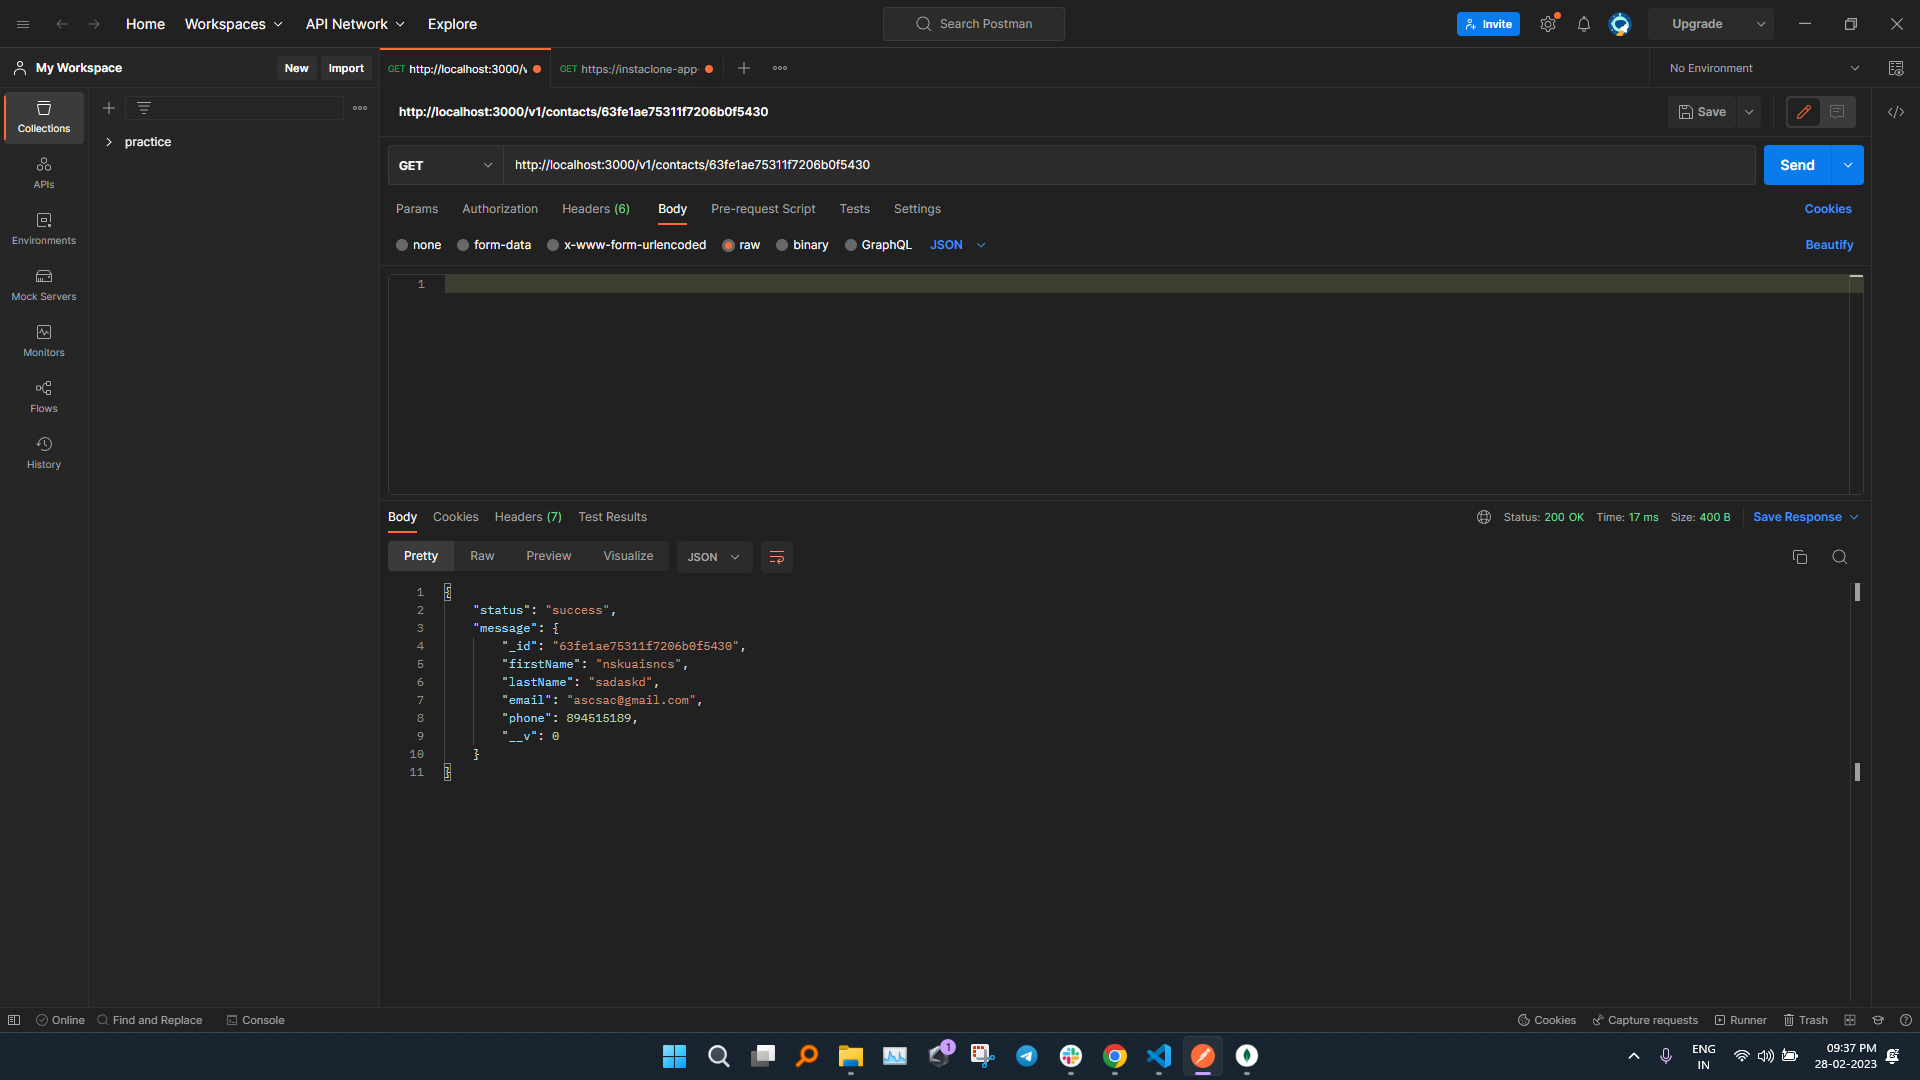 Home Workspaces API Network Explore Search Postman Invite Upgrade
My Workspace New Import GET http://localhost:3000/v GET https://instaclone-app- No Environment
http://localhost:3000/v1/contacts/63fe1ae75311f7206b0f5430 Save
Collections
practice
GET http://localhost:3000/v1/contacts/63fe1ae75311f7206b0f5430 Send
APIs
Params Authorization Headers (6) Body Pre-request Script Tests Settings Cookies
Environments
none form-data x-www-form-urlencoded raw binary GraphQL JSON Beautify
1
Mock Servers
Monitors
Flows
History
Body Cookies Headers (7) Test Results Status: 200 OK Time: 17 ms Size: 400 B Save Response
Pretty Raw Preview Visualize JSON
1 {
2 "status": "success",
3 "message": {
4 "_id": "63fe1ae75311f7206b0f5430",
5 "firstName": "nskuaisncs",
6 "lastName": "sadaskd",
7 "email": "ascsac@gmail.com",
8 "phone": 894515189,
9 "__v": 0
10 }
11 }
Online Find and Replace Console Cookies Capture requests Runner Trash
1
ENG
IN
09:37 PM
28-02-2023